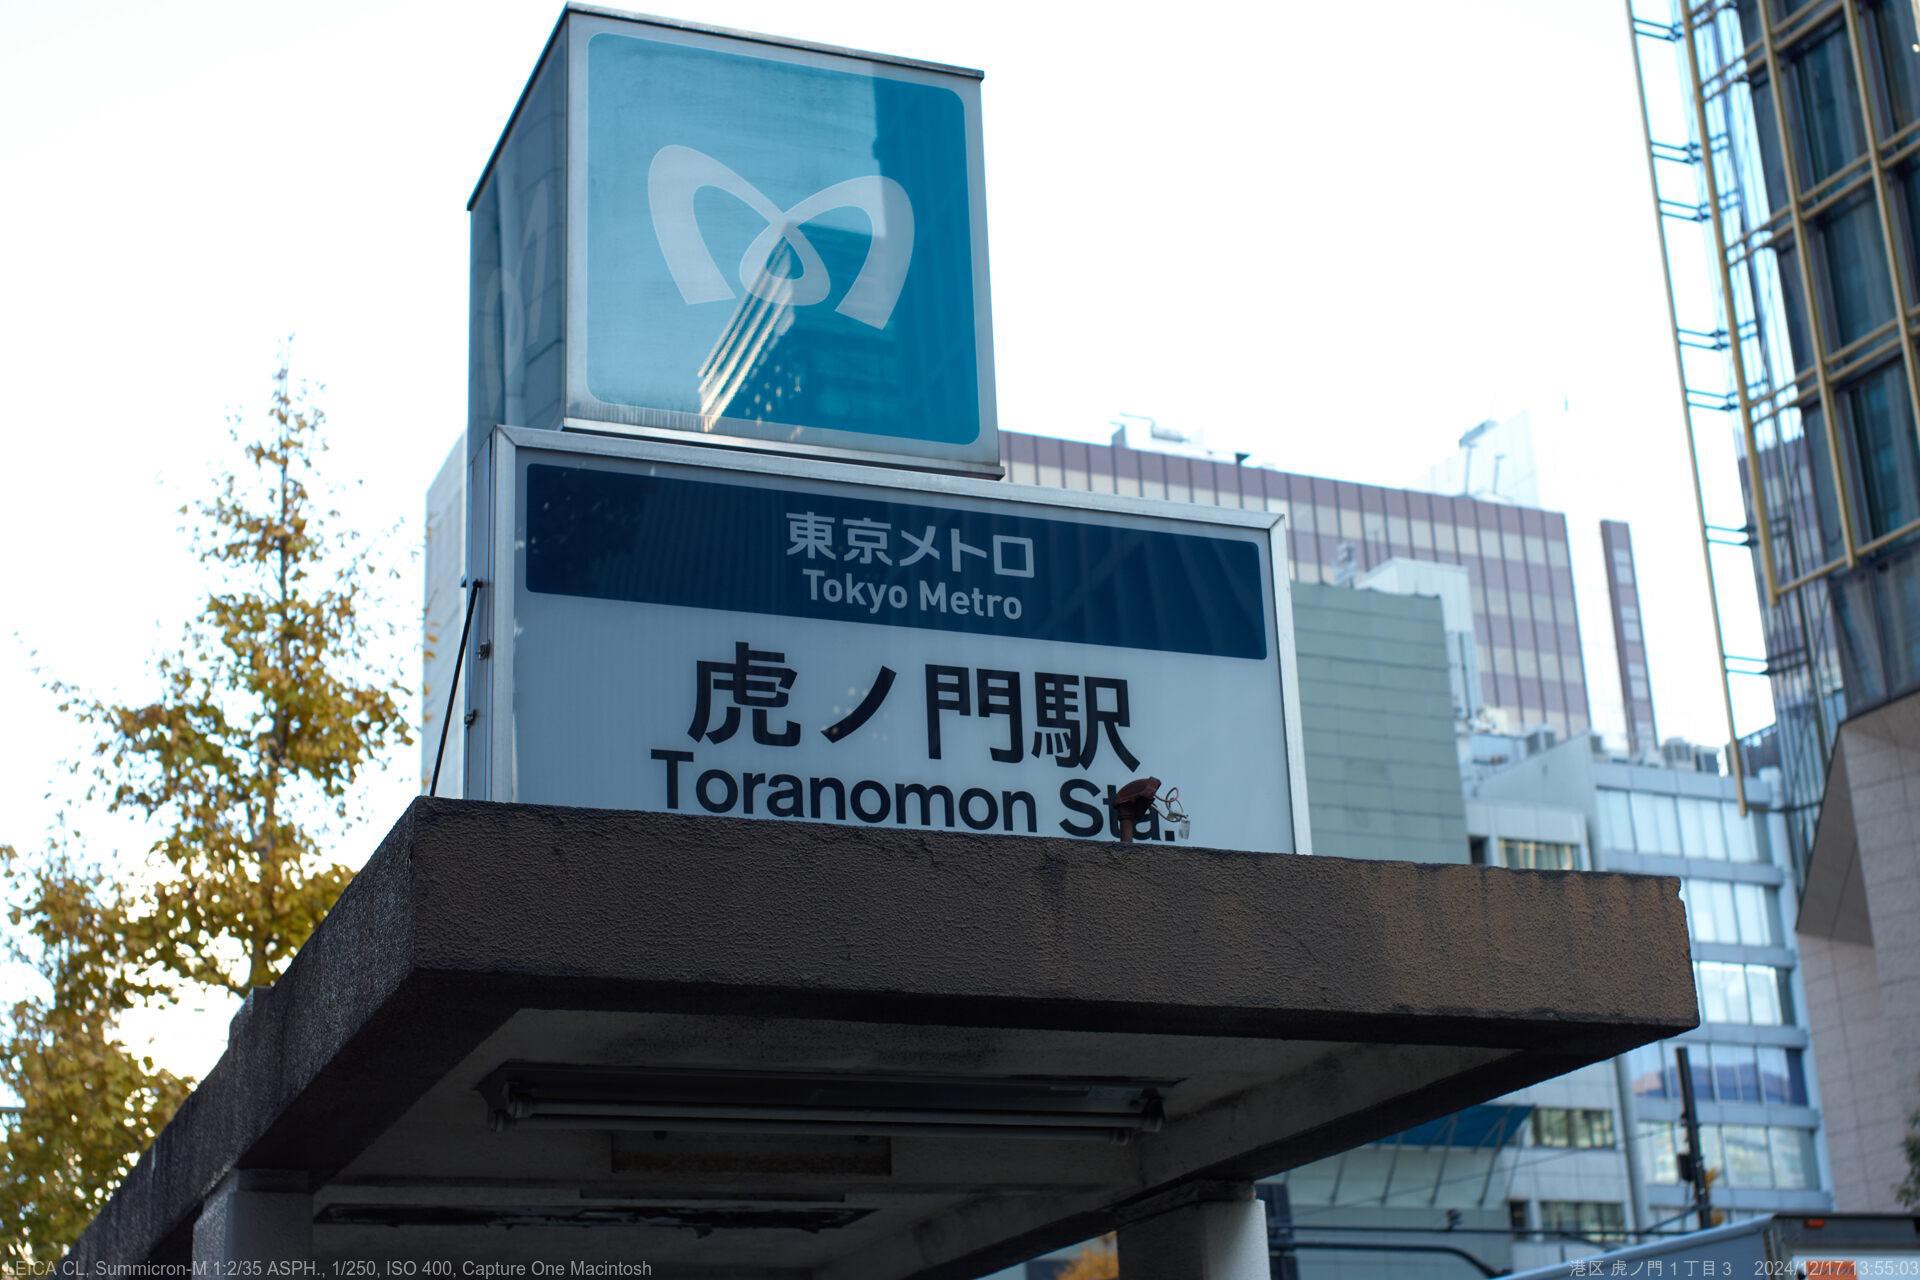 東京メトロ
Tokyo Metro
虎ノ門駅
Toranomon Sta.
LEICA CL, Summicron-M 1:2/35 ASPH., 1/250, ISO 400, Capture One Macintosh
港区 虎ノ門 1 丁目 3 2024/12/17 13:55:03